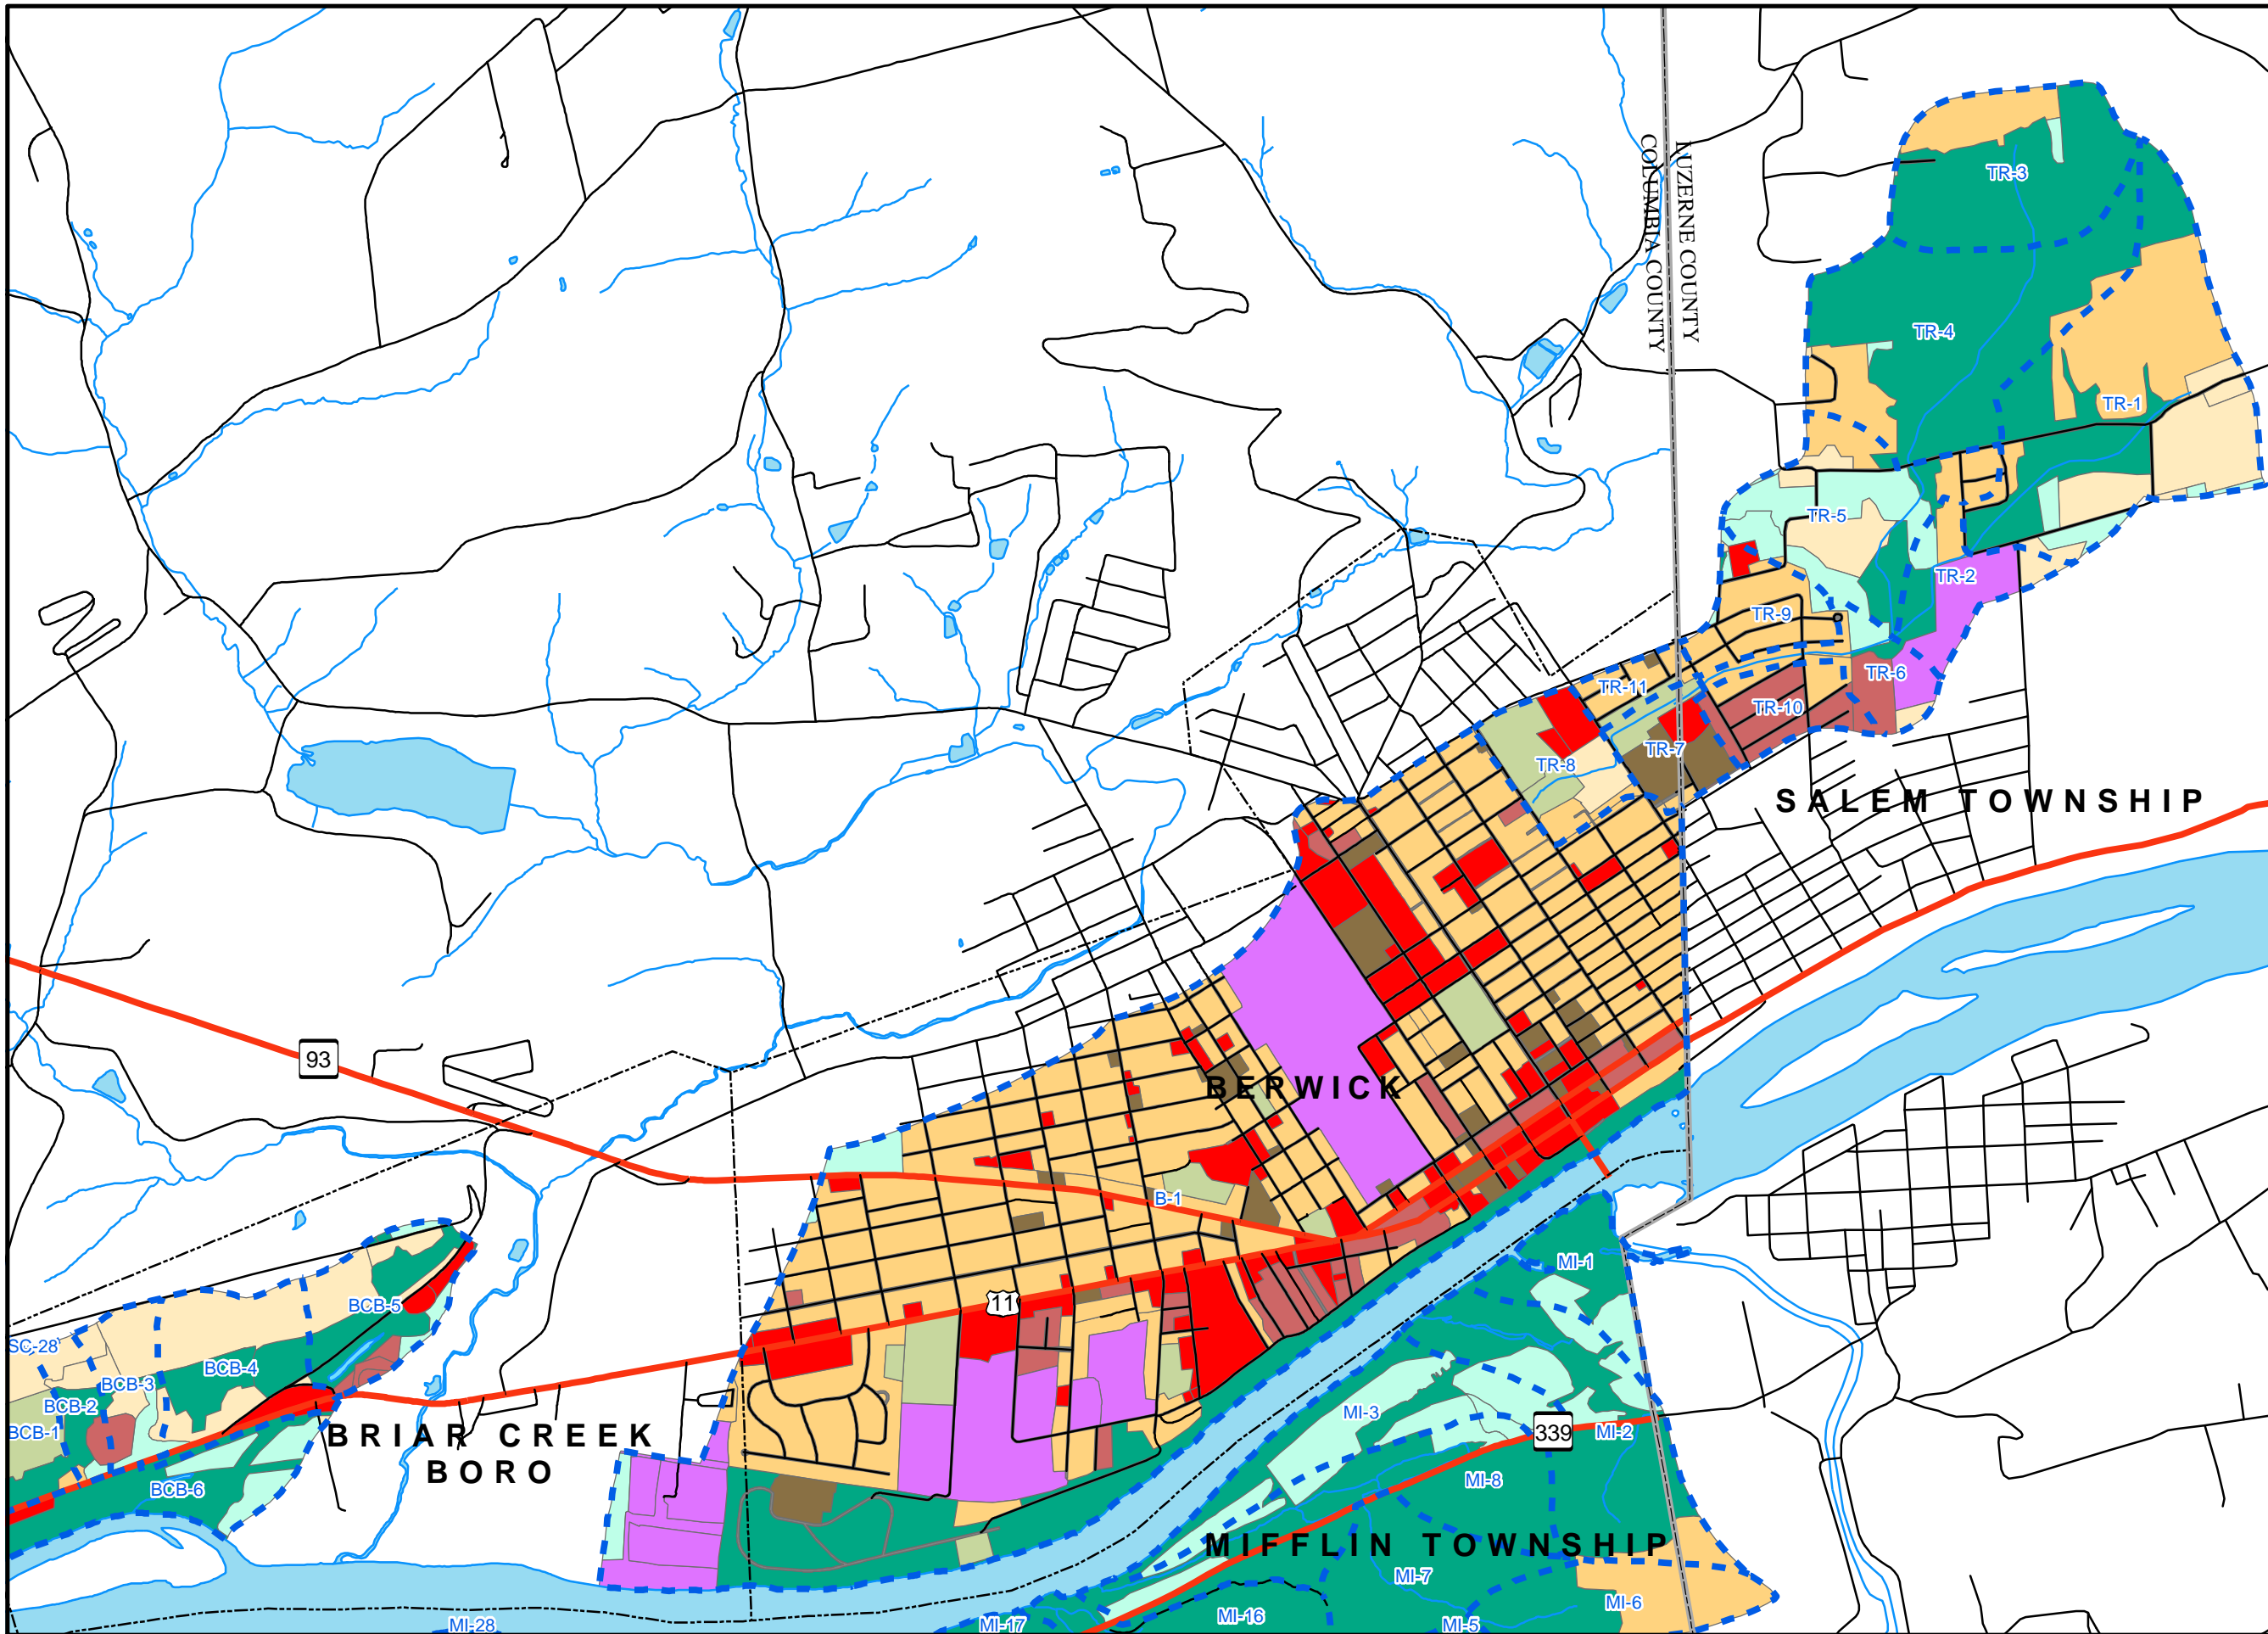 COLUMBIA COUNTY
LUZERNE COUNTY
TR-3
TR-4
TR-1
TR-5
TR-2
TR-9
TR-6
TR-11
TR-10
TR-7
TR-8
SALEM TOWNSHIP
93
BERWICK
B-1
MI-1
11
BCB-5
SC-28
BCB-4
BCB-3
BCB-2
BCB-1
MI-3
339
MI-2
BRIAR CREEK
BORO
MI-8
BCB-6
MIFFLIN TOWNSHIP
MI-7
MI-6
MI-16
MI-28
MI-17
MI-5